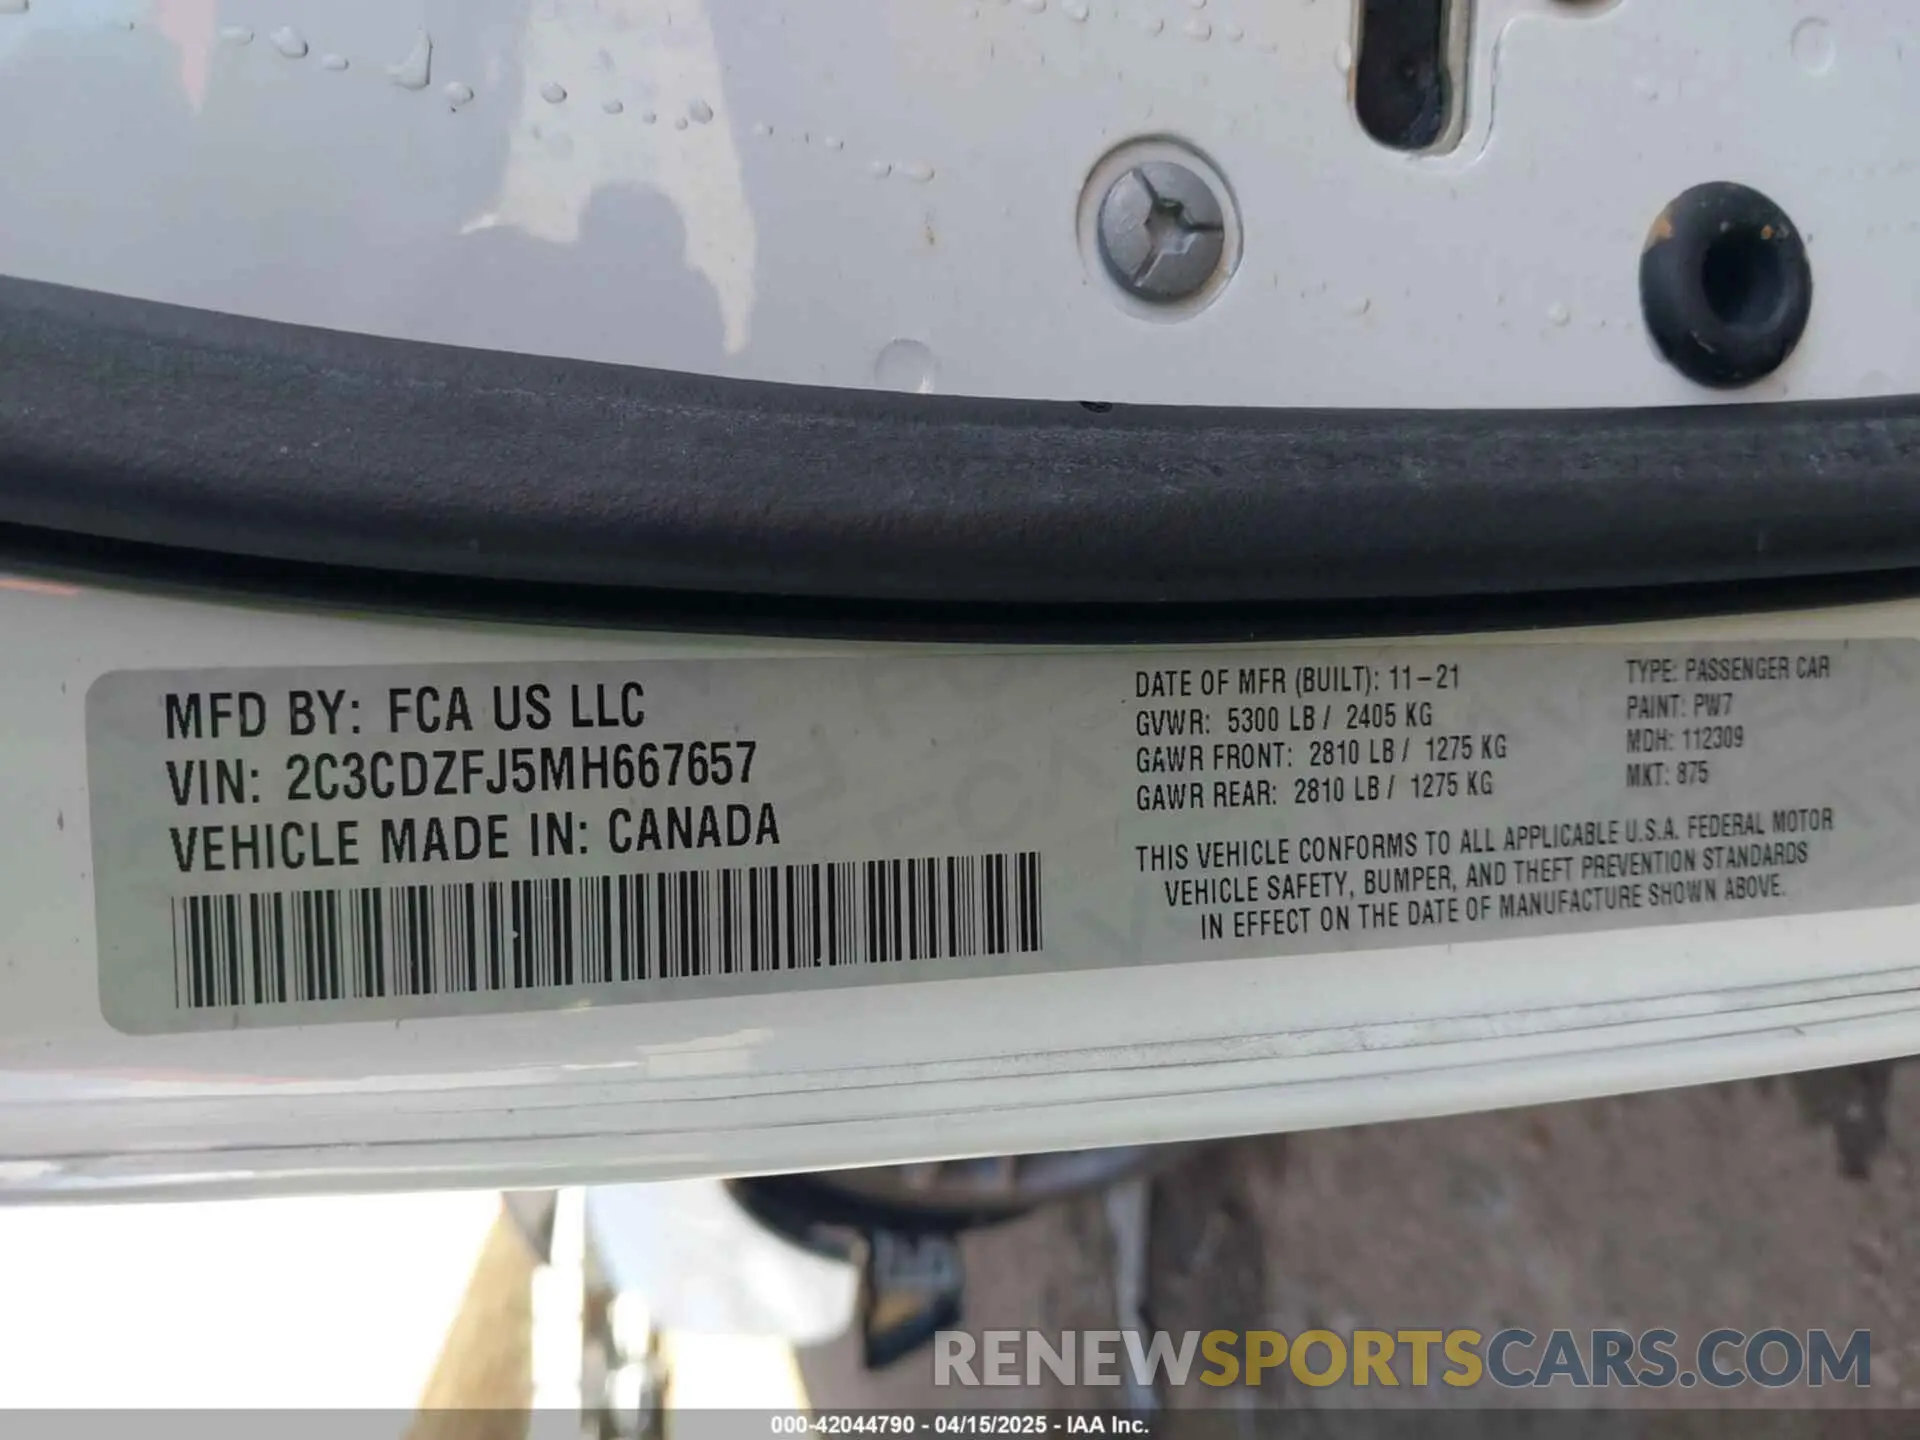 MFD BY: FCA US LLC
VIN: 2C3CDZFJ5MH667657
VEHICLE MADE IN: CANADA
DATE OF MFR (BUILT): 11-21
GVWR: 5300 LB / 2405 KG
GAWR FRONT: 2810 LB / 1275 KG
GAWR REAR: 2810 LB / 1275 KG
TYPE: PASSENGER CAR
PAINT: PW7
MDH: 112309
MKT: 875
THIS VEHICLE CONFORMS TO ALL APPLICABLE U.S.A. FEDERAL MOTOR
VEHICLE SAFETY, BUMPER, AND THEFT PREVENTION STANDARDS
IN EFFECT ON THE DATE OF MANUFACTURE SHOWN ABOVE.
RENEWSPORTSCARS.COM
000-42044790 - 04/15/2025 - IAA Inc.